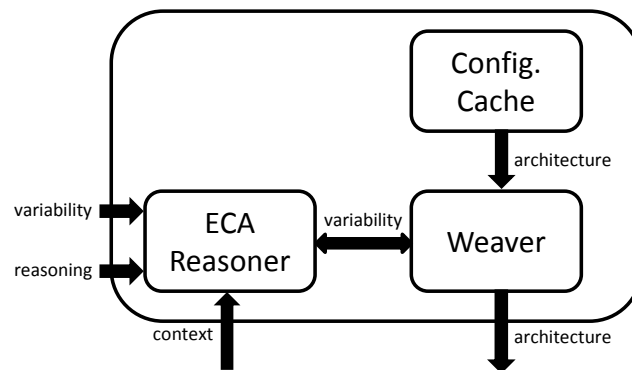 Config.
Cache
architecture
variability
ECA
Reasoner
variability
Weaver
reasoning
context
architecture